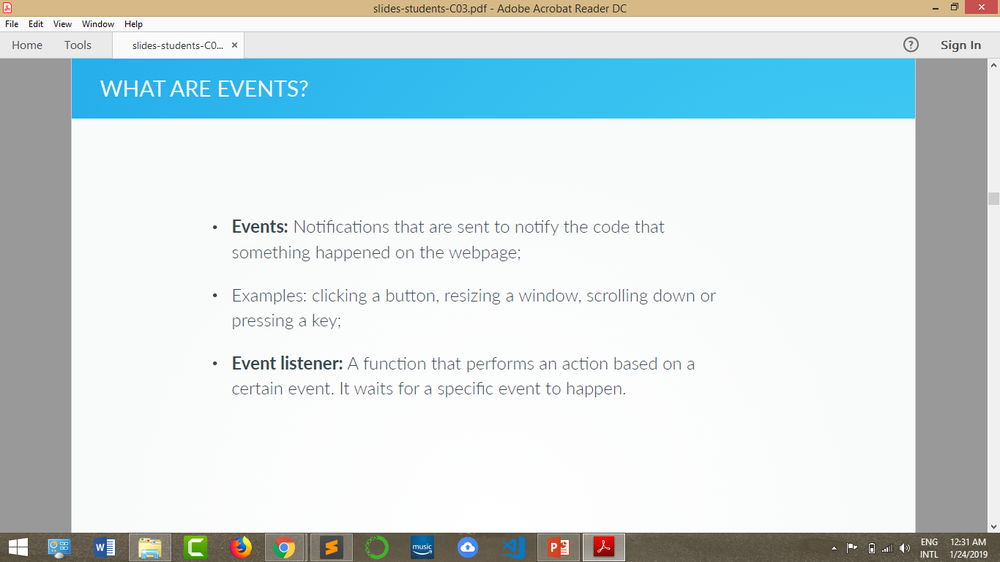 slides-students-C03.pdf - Adobe Acrobat Reader DC
File Edit View Window Help
Home Tools slides-students-C0... × ? Sign In
WHAT ARE EVENTS?
• Events: Notifications that are sent to notify the code that
something happened on the webpage;
• Examples: clicking a button, resizing a window, scrolling down or
pressing a key;
• Event listener: A function that performs an action based on a
certain event. It waits for a specific event to happen.
music
ENG 12:31 AM
INTL 1/24/2019